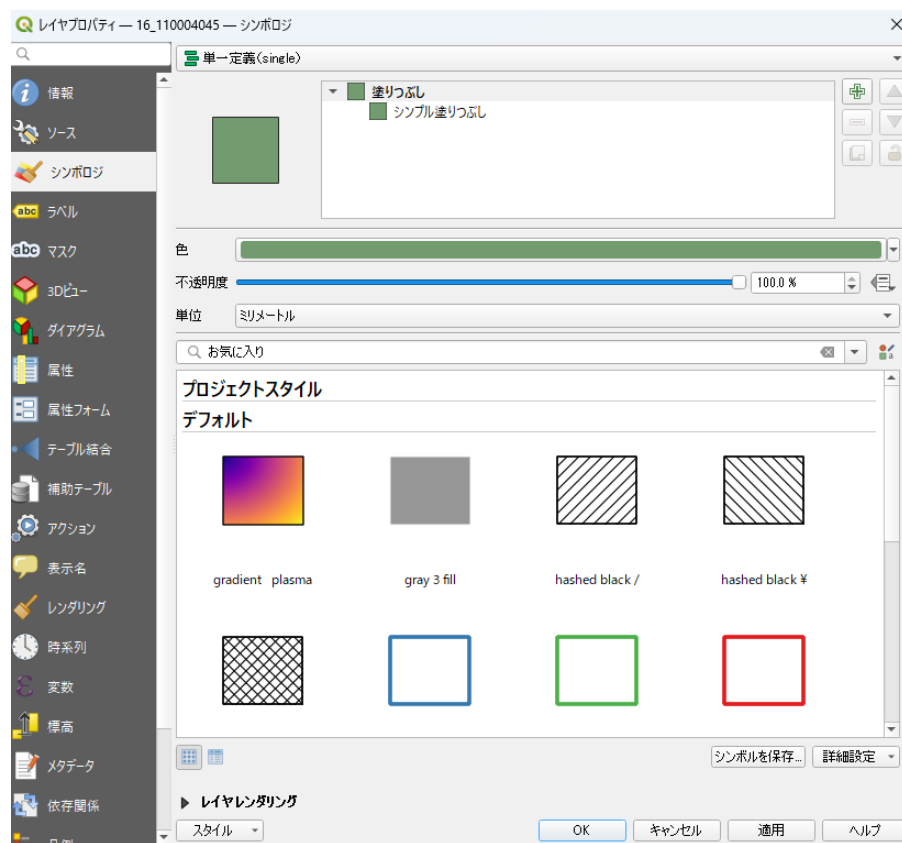 レイヤプロパティ — 16_110004045 — シンボロジ
単一定義(single)
情報
ソース
シンボロジ
abc ラベル
abc マスク
3Dビュー
ダイアグラム
属性
属性フォーム
テーブル結合
補助テーブル
アクション
表示名
レンダリング
時系列
変数
標高
メタデータ
依存関係
塗りつぶし
シンプル塗りつぶし
色
不透明度 100.0 %
単位 ミリメートル
お気に入り
プロジェクトスタイル
デフォルト
gradient plasma
gray 3 fill
hashed black /
hashed black ¥
シンボルを保存...
詳細設定
レイヤレンダリング
スタイル
OK
キャンセル
適用
ヘルプ